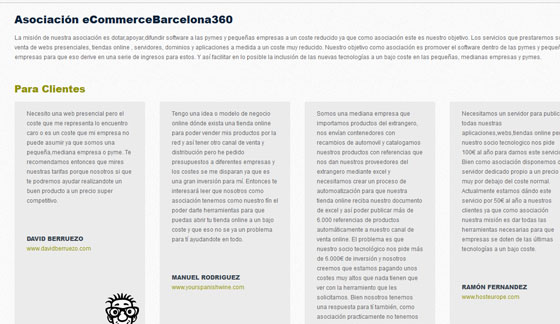 Asociación eCommerceBarcelona360
La misión de nuestra asociación es dotar,apoyar,difundir software a las pymes y pequeñas empresas a un coste reducido ya que como asociación este es nuestro objetivo. Los servicios que prestaremos
venta de webs presenciales, tiendas online , servidores, dominios y aplicaciones a medida a un coste muy reducido. Nuestro objetivo como asociación es promover el software dentro de las pymes y
empresas para que eso derive en una serie de ingresos para estos. Y así facilitar en lo posible la inclusión de las nuevas tecnologías a un bajo coste en las pequeñas, medianas empresas y pymes.
Para Clientes
Necesito una web presencial pero el
coste que me representa lo encuentro
caro o es un coste que mi empresa no
puede asumir ya que somos una
pequeña,mediana empresa o pyme. Te
recomendamos entonces que mires
nuestras tarifas porque nosotros si que
te podremos ayudar realizandote un
buen producto a un precio super
competitivo.
DAVID BERRUEZO
www.davidberruezo.com
Tengo una idea o modelo de negocio
online dónde exista una tienda online
para poder vender mis productos por la
red y así tener otro canal de venta y
distribución pero he pedido
presupuestos a diferentes empresas y
los costes se me disparan ya que es
una gran inversión para mí. Entonces te
interesará leer que nosotros como
asociación tenemos como nuestro fín el
poder darte herramientas para que
puedas abrir tu tienda online a un bajo
coste y que eso no se ya un problema
para ti ayudandote en todo.
MANUEL RODRIGUEZ
www.yourspanishwine.com
Somos una mediana empresa que
importamos productos del extrangero,
nos envían contenedores con
recambios de automovil y catalogamos
nuestros productos con referencias que
nos dan nuestros proveedores del
extrangero mediante excel y
necesitamos crear un proceso de
automoatización para que nuestra
tienda online reciba nuestro documento
de excel y así poder publicar más de
6.000 referencias de productos
automáticamente a nuestro canal de
venta online. El problema es que
nuestro socio tecnológico nos pide más
de 6.000€ de inversión y nosotros
creemos que estamos pagando unos
costes muy altos que nada tienen que
ver con la herramiento que les
solicitamos. Bien nosotros tenemos
una respuesta para ti también, como
asociación practicamente no tenemos
Necesitamos un servidor para
todas nuestras
aplicaciones,webs,tiendas online
nuestro socio tecnologico nos pide
100€ al año para darnos este
Bien como asociación disponemos
servidor dedicado propio a un precio
muy por debajo del coste normal.
Actualmente estamos dándo este
servicio por 50€ al año a nuestros
clientes ya que como asociación
nuestra misión es dar todas las
herramientas necesarias para que
empresas se doten de las últimas
tecnologías a un bajo coste.
RAMÓN FERNANDEZ
www.hosteurope.com